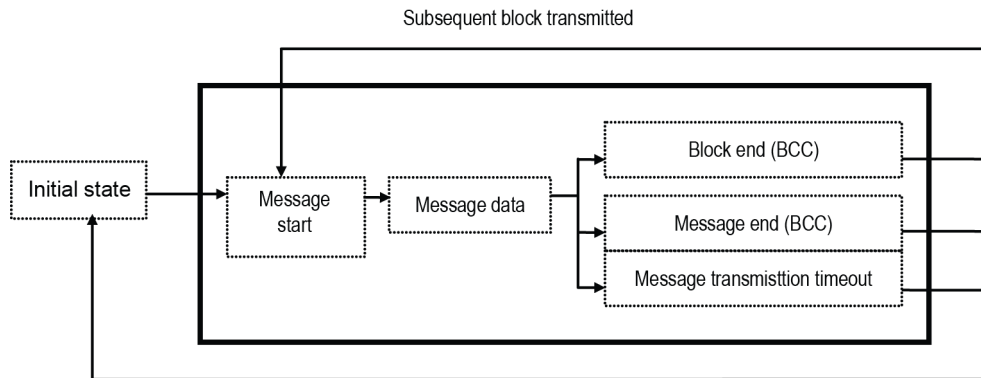 Subsequent block transmitted
Block end (BCC)
Initial state
Message
start
Message data
Message end (BCC)
Message transmisttion timeout